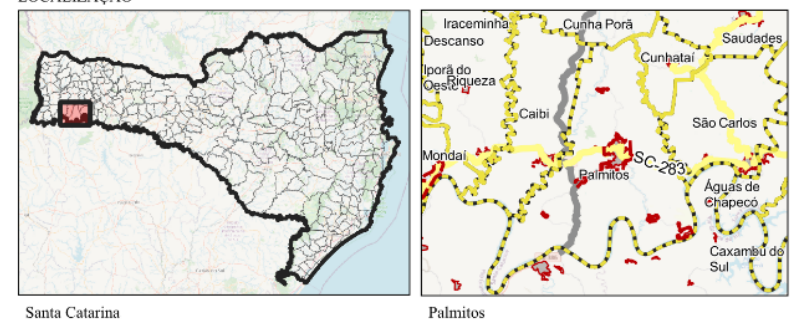 LOCALIZAÇÃO
Iraceminha
Cunha Porã
Descanso
Saudades
Cunhataí
Iporã do
Oeste
Riqueza
Caibi
São Carlos
Mondaí
SC-283
Palmitos
Águas de
Chapecó
Caxambu do
Sul
Santa Catarina
Palmitos